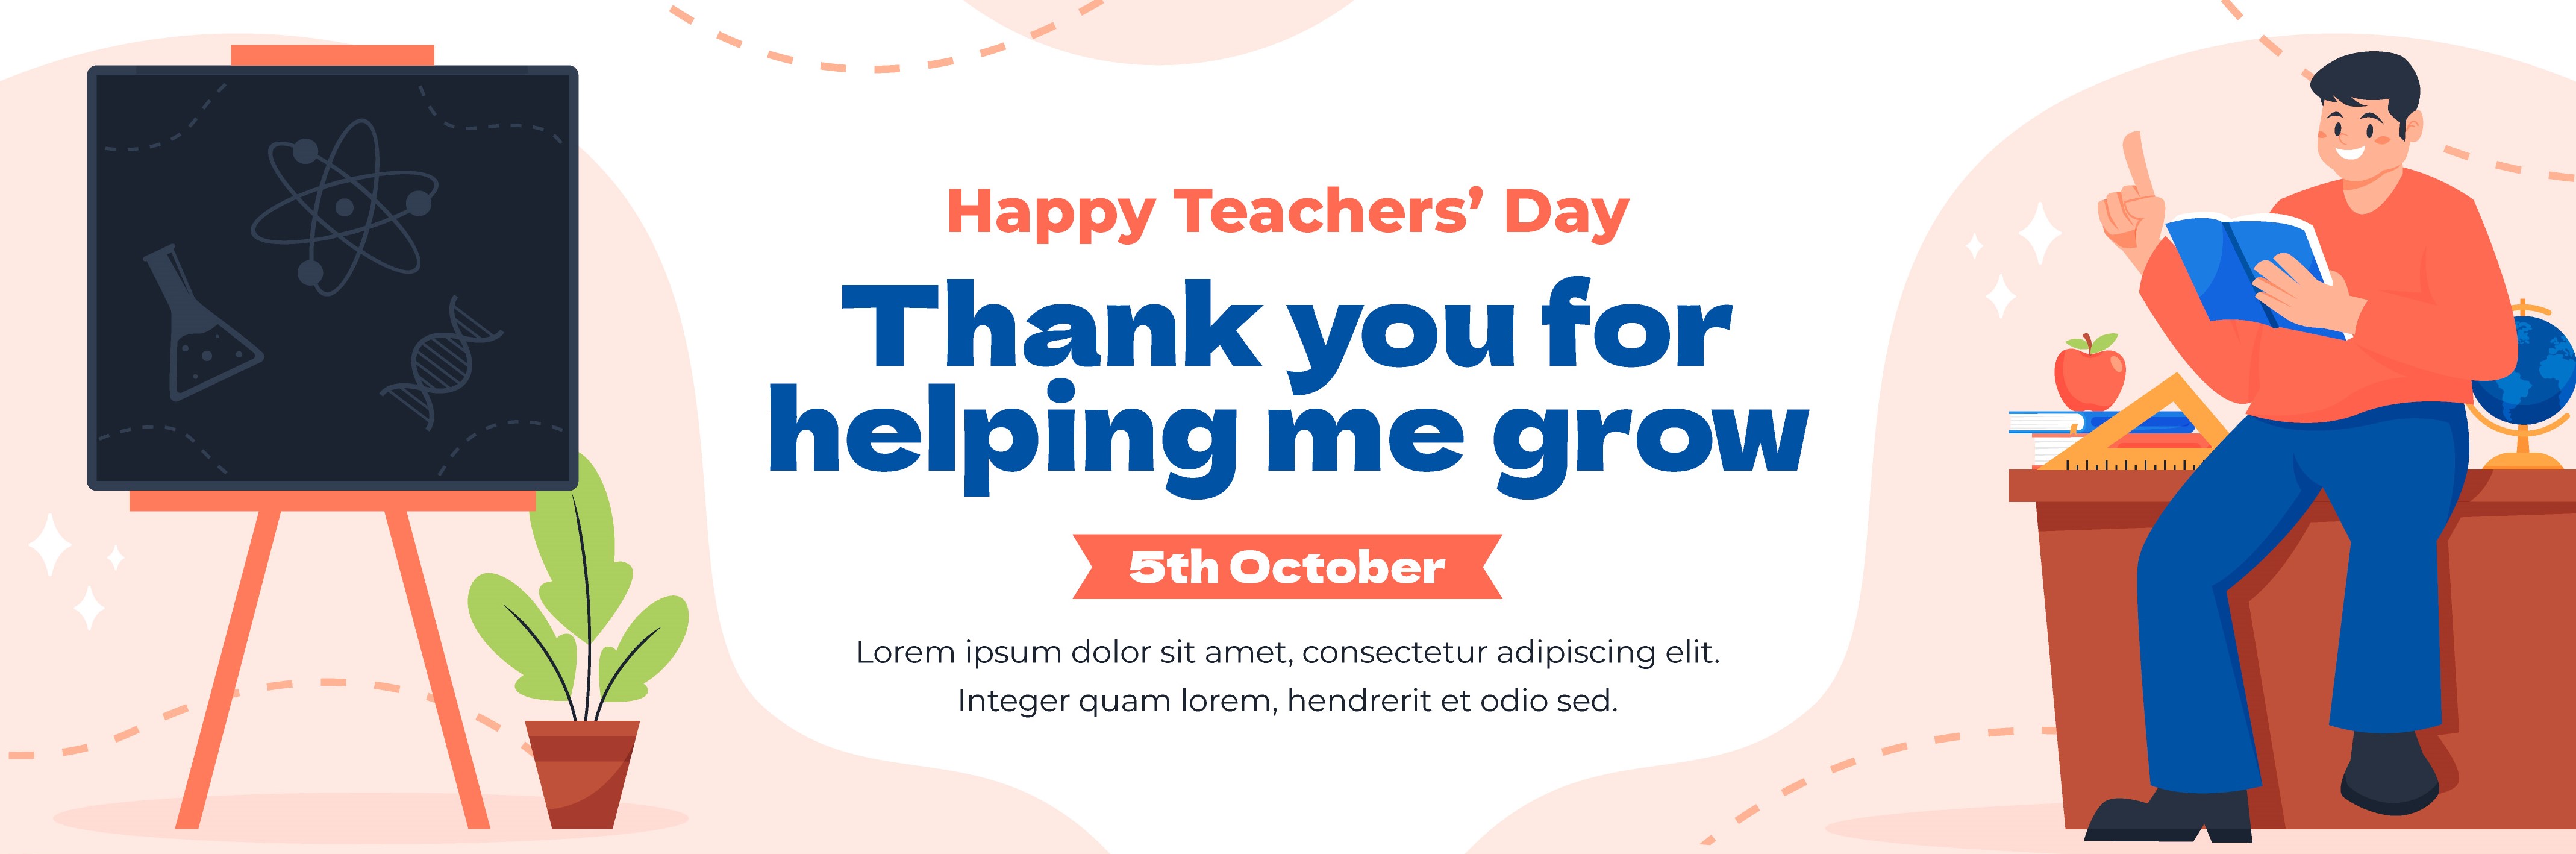 Happy Teachers’ Day
Thank you for
helping me grow
5th October
Lorem ipsum dolor sit amet, consectetur adipiscing elit.
Integer quam lorem, hendrerit et odio sed.